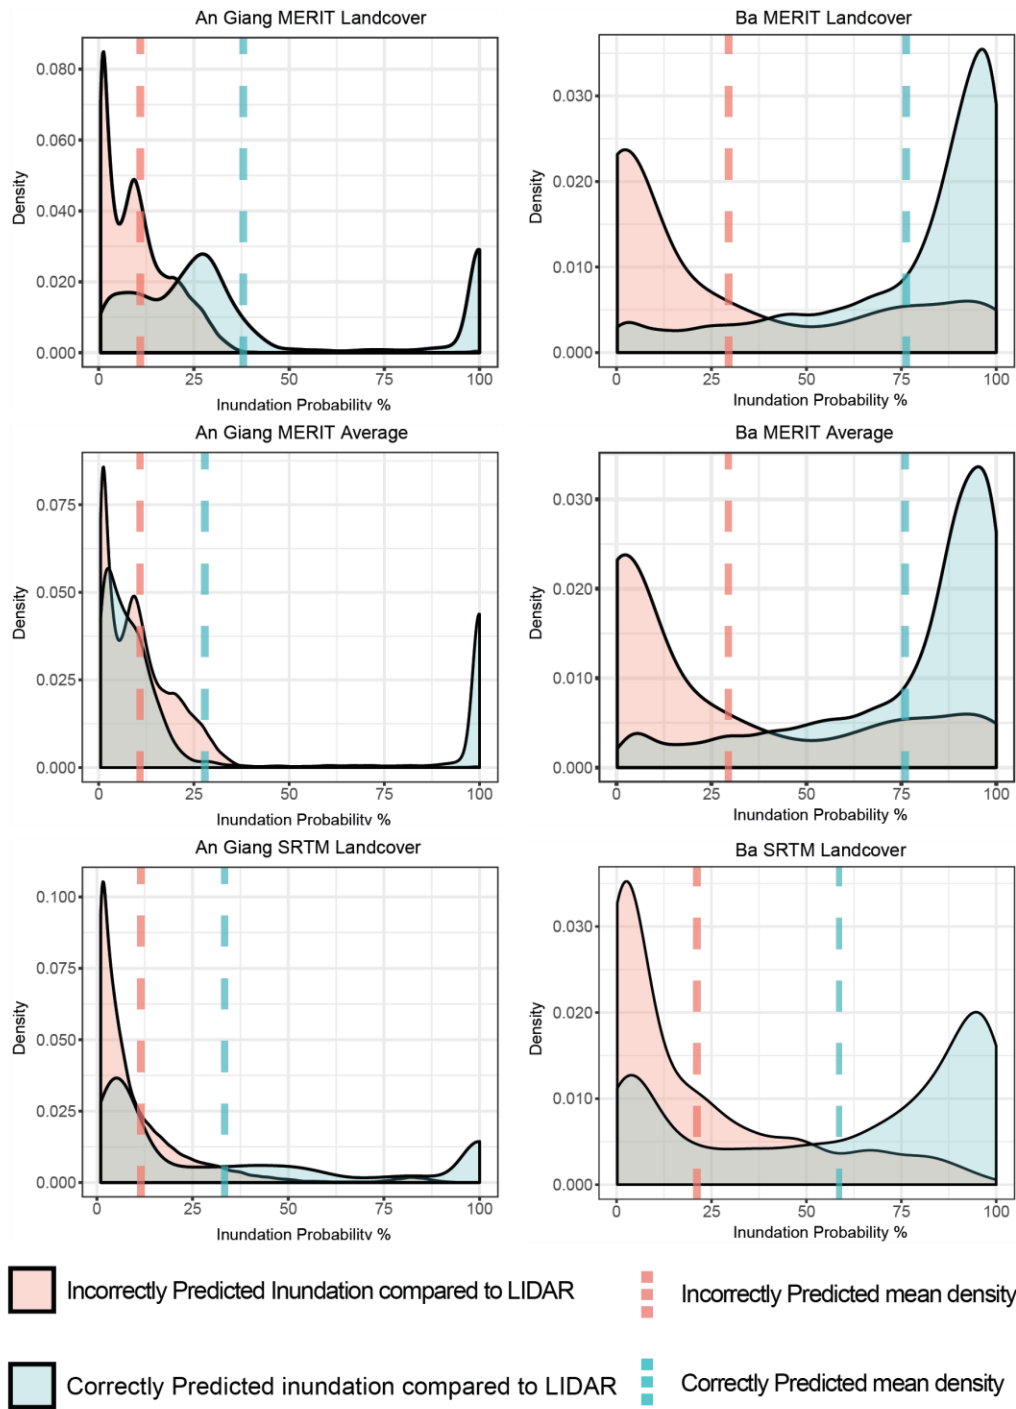 An Giang MERIT Landcover
Density
0.080
0.060
0.040
0.020
0.000
0 25 50 75 100
Inundation Probability %
Ba MERIT Landcover
Density
0.030
0.020
0.010
0.000
0 25 50 75 100
Inundation Probability %
An Giang MERIT Average
Density
0.075
0.050
0.025
0.000
0 25 50 75 100
Inundation Probability %
Ba MERIT Average
Density
0.030
0.020
0.010
0.000
0 25 50 75 100
Inundation Probability %
An Giang SRTM Landcover
Density
0.100
0.075
0.050
0.025
0.000
0 25 50 75 100
Inundation Probability %
Ba SRTM Landcover
Density
0.030
0.020
0.010
0.000
0 25 50 75 100
Inundation Probability %
Incorrectly Predicted Inundation compared to LIDAR
Incorrectly Predicted mean density
Correctly Predicted inundation compared to LIDAR
Correctly Predicted mean density